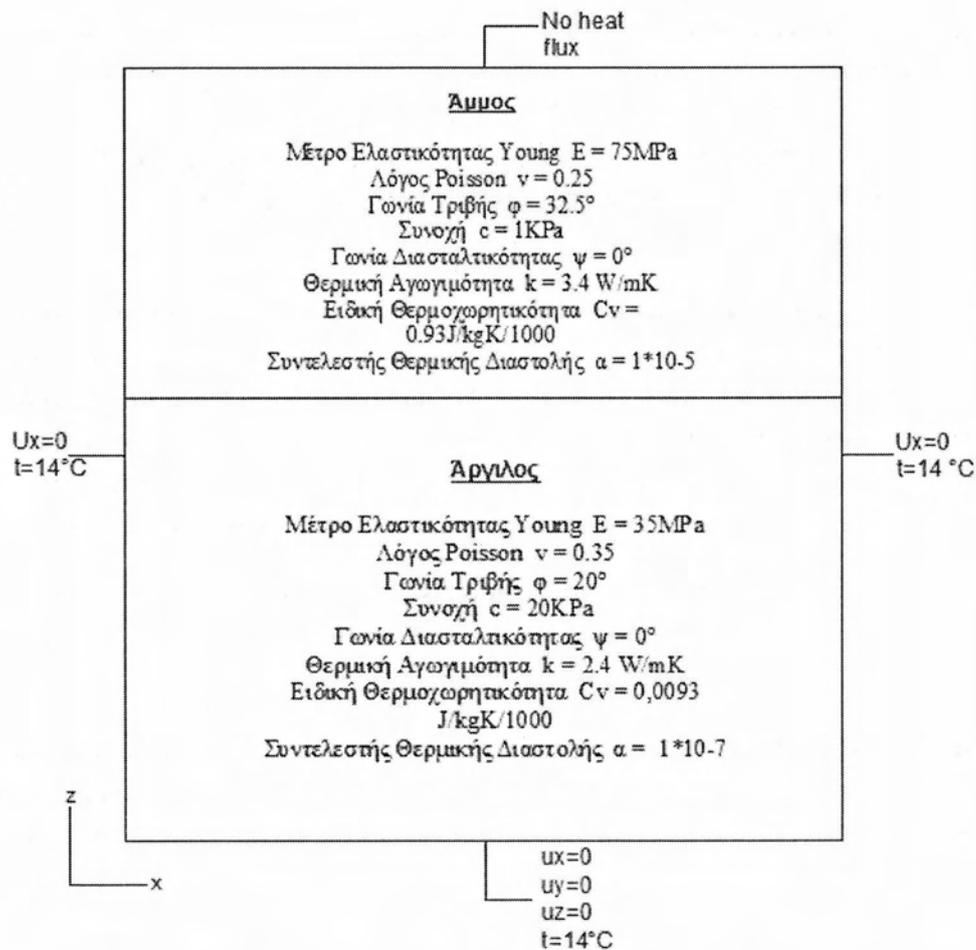 No heat
flux
Άμμος
Μέτρο Ελαστικότητας Young E = 75MPa
Λόγος Poisson ν = 0.25
Γωνία Τριβής φ = 32.5°
Συνοχή c = 1KPa
Γωνία Διασταλτικότητας ψ = 0°
Θερμική Αγωγιμότητα k = 3.4 W/mK
Ειδική Θερμοχωρητικότητα Cv =
0.93J/kgK/1000
Συντελεστής Θερμικής Διαστολής α = 1*10-5
Ux=0
t=14°C
Ux=0
t=14 °C
Άργιλος
Μέτρο Ελαστικότητας Young E = 35MPa
Λόγος Poisson ν = 0.35
Γωνία Τριβής φ = 20°
Συνοχή c = 20KPa
Γωνία Διασταλτικότητας ψ = 0°
Θερμική Αγωγιμότητα k = 2.4 W/mK
Ειδική Θερμοχωρητικότητα Cv = 0,0093
J/kgK/1000
Συντελεστής Θερμικής Διαστολής α = 1*10-7
z
x
ux=0
uy=0
uz=0
t=14°C